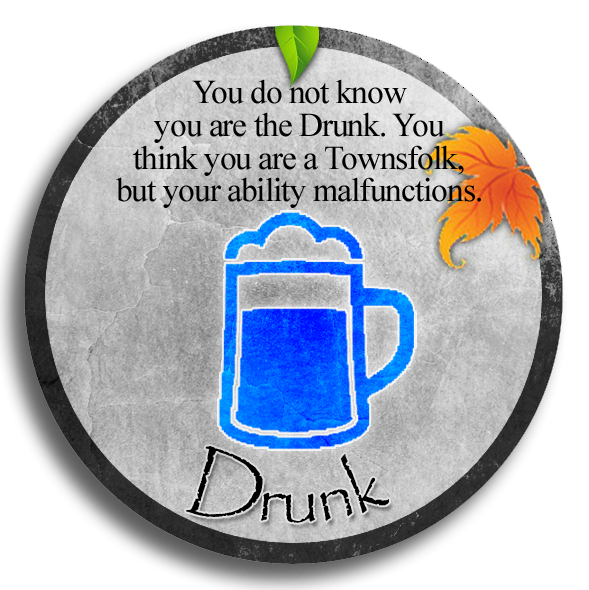 You do not know
you are the Drunk. You
think you are a Townsfolk,
but your ability malfunctions.
Drunk